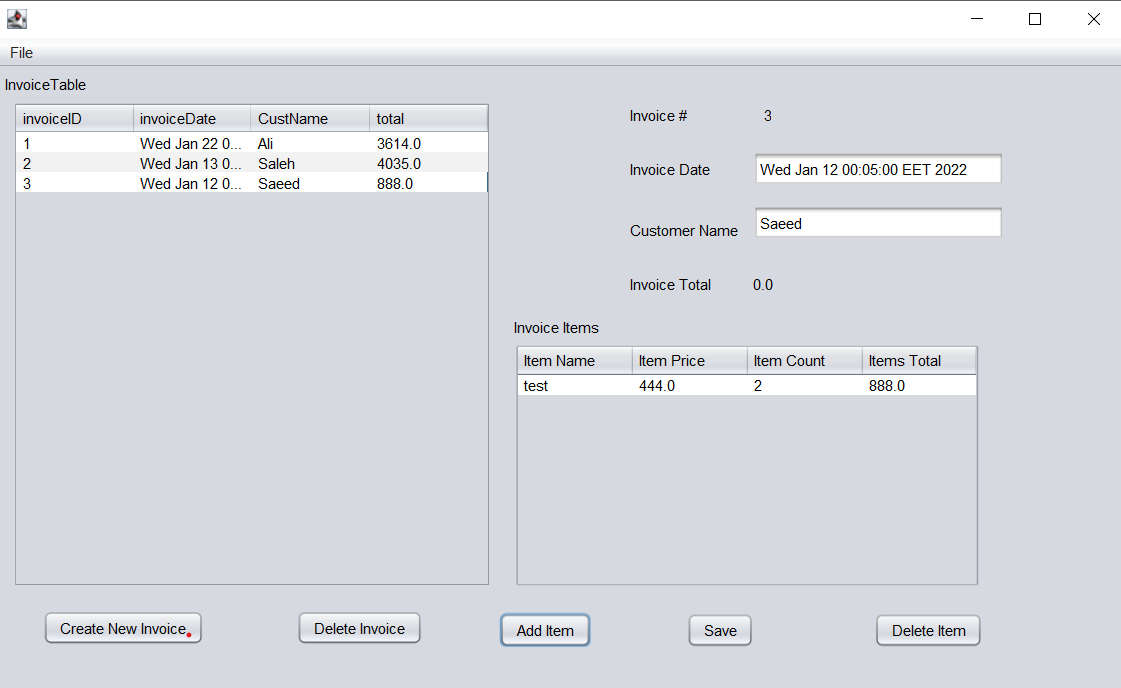 File
InvoiceTable
invoiceID invoiceDate CustName total
1 Wed Jan 22 0... Ali 3614.0
2 Wed Jan 13 0... Saleh 4035.0
3 Wed Jan 12 0... Saeed 888.0
Invoice # 3
Invoice Date Wed Jan 12 00:05:00 EET 2022
Customer Name Saeed
Invoice Total 0.0
Invoice Items
Item Name Item Price Item Count Items Total
test 444.0 2 888.0
Create New Invoice Delete Invoice Add Item Save Delete Item